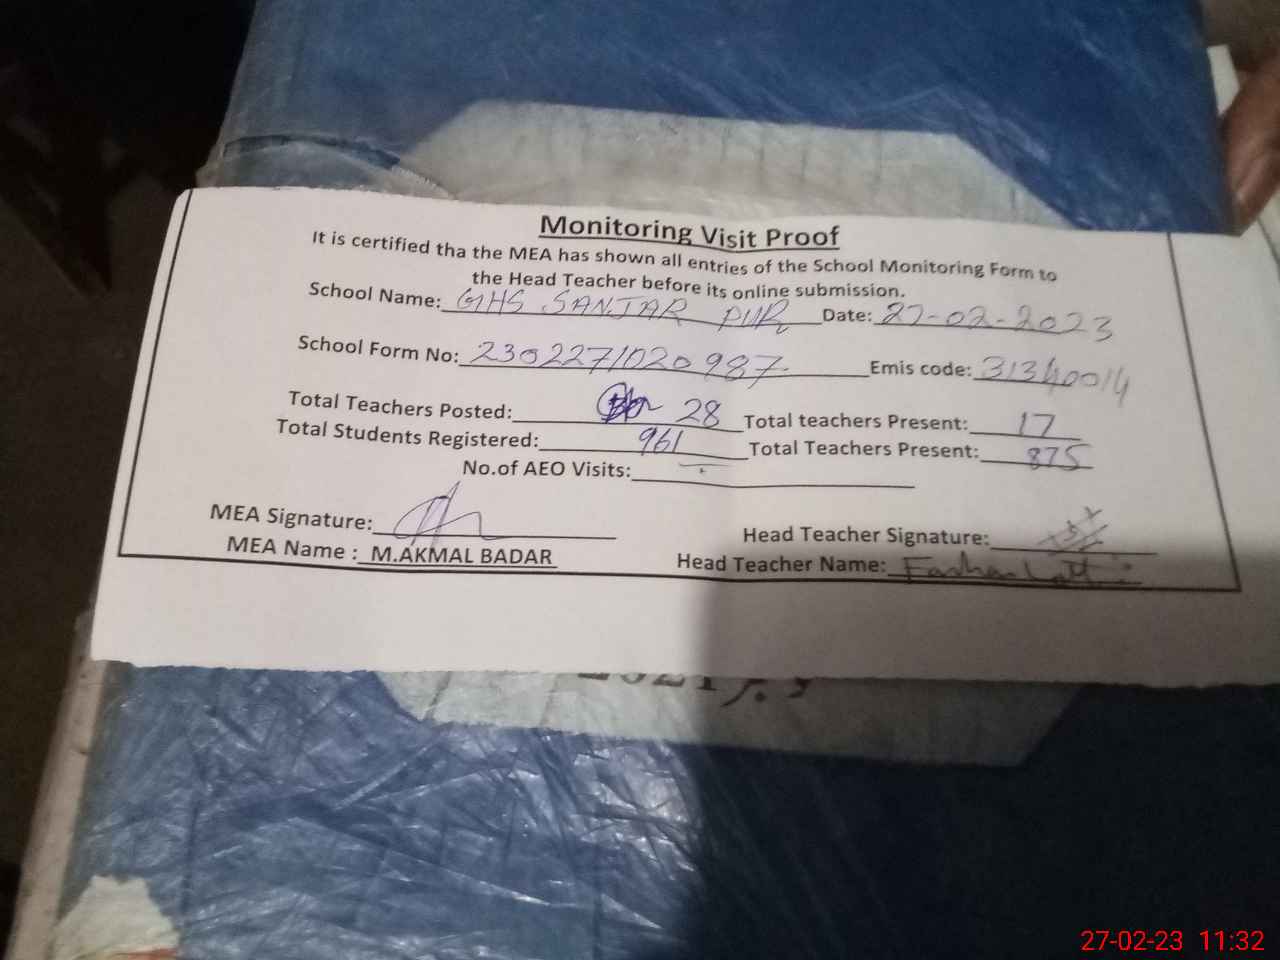 Monitoring Visit Proof
It is certified tha the MEA has shown all entries of the School Monitoring Form to
the Head Teacher before its online submission.
School Name: GHS SANJAR PUR Date: 27-02-2023
School Form No: 2302271020987 Emis code: 31340014
Total Teachers Posted: 28 Total teachers Present: 17
Total Students Registered: 961 Total Teachers Present: 875
No.of AEO Visits: -
MEA Signature: Head Teacher Signature:
MEA Name : M.AKMAL BADAR Head Teacher Name: Farhan
27-02-23 11:32